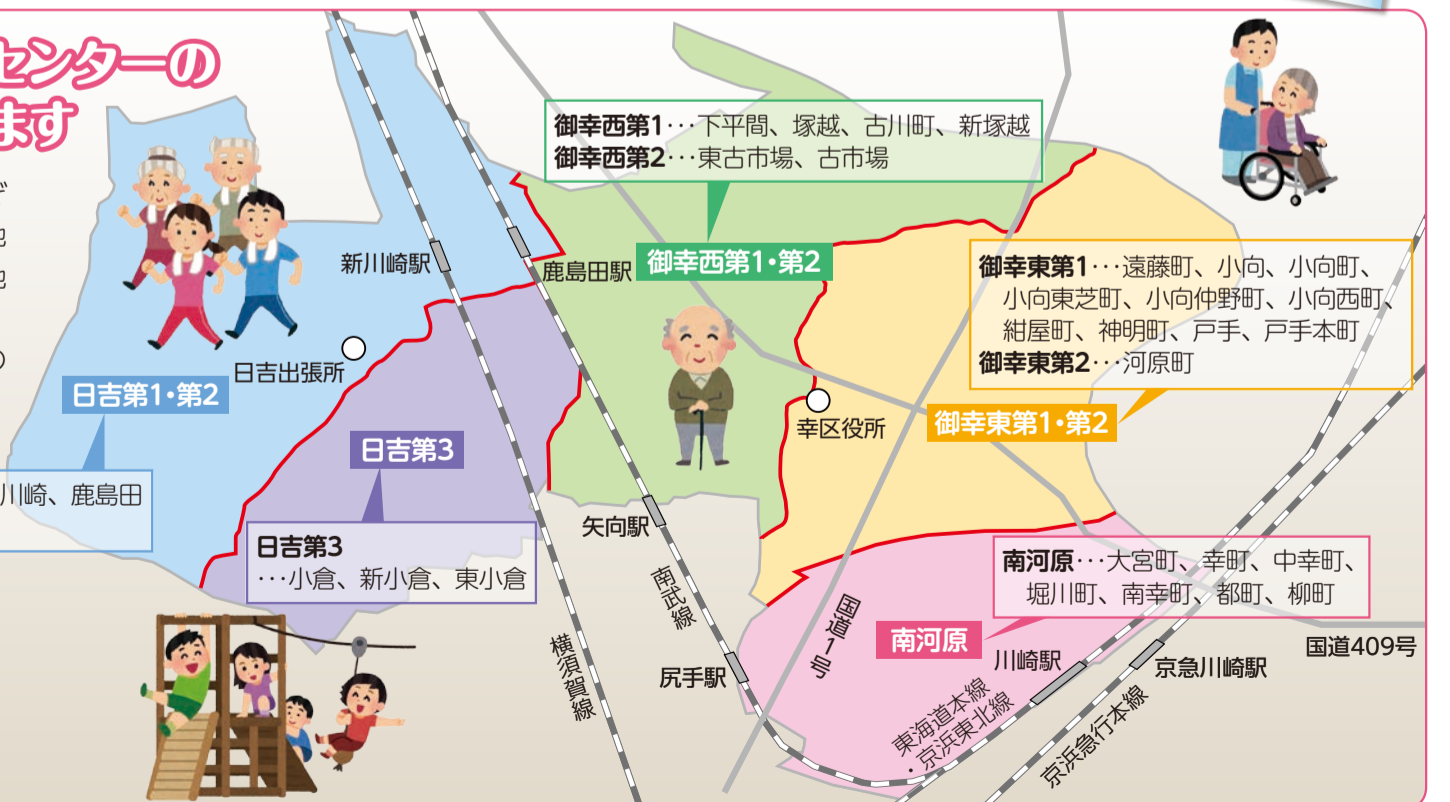 センターの
ます
ど
の
御幸西第1…下平間、塚越、古川町、新塚越
御幸西第2…東古市場、古市場
新川崎駅
鹿島田駅
御幸西第1・第2
御幸東第1…遠藤町、小向、小向町、
小向東芝町、小向仲野町、小向西町、
紺屋町、神明町、戸手、戸手本町
御幸東第2…河原町
日吉出張所
日吉第1・第2
幸区役所
御幸東第1・第2
日吉第3
川崎、鹿島田
矢向駅
日吉第3
…小倉、新小倉、東小倉
南河原…大宮町、幸町、中幸町、
堀川町、南幸町、都町、柳町
南武線
国道1号
南河原
横須賀線
尻手駅
川崎駅
京急川崎駅
国道409号
東海道本線
・京浜東北線
京浜急行本線